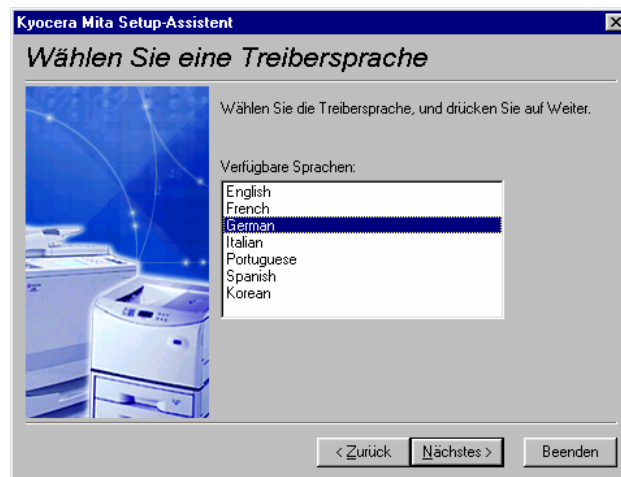 Kyocera Mita Setup-Assistent
Wählen Sie eine Treibersprache
Wählen Sie die Treibersprache, und drücken Sie auf Weiter.
Verfügbare Sprachen:
English
French
German
Italian
Portuguese
Spanish
Korean
< Zurück
Nächstes >
Beenden